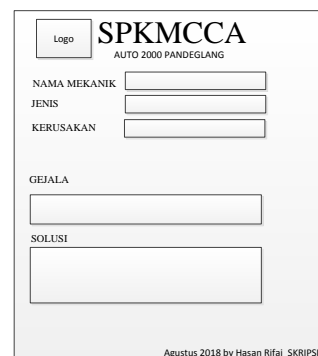 Logo
SPKMCCA
AUTO 2000 PANDEGLANG
NAMA MEKANIK
JENIS
KERUSAKAN
GEJALA
SOLUSI
Agustus 2018 by Hasan Rifai SKRIPSI